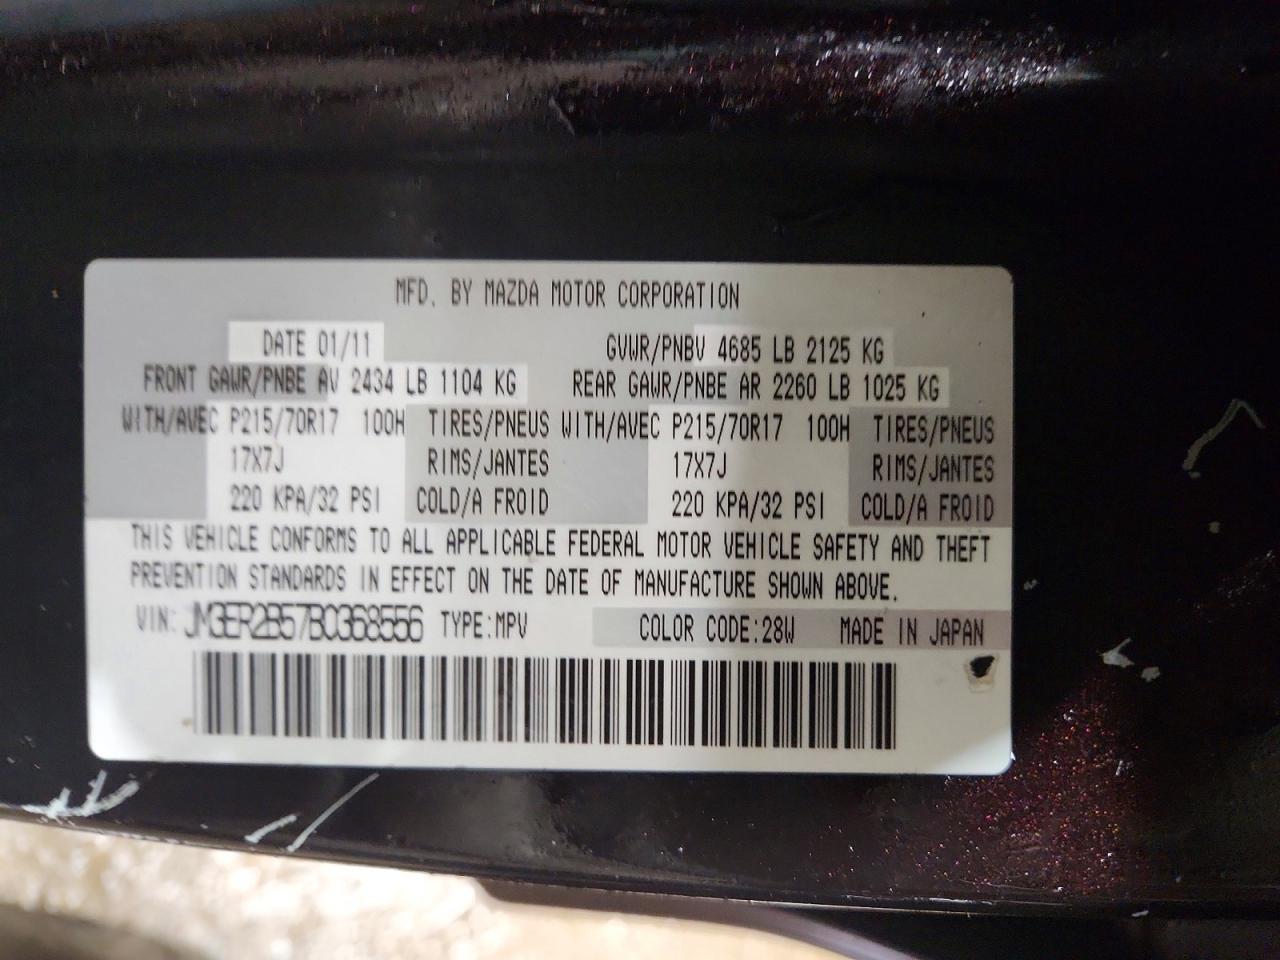 MFD. BY MAZDA MOTOR CORPORATION
DATE 01/11 GVWR/PNBV 4685 LB 2125 KG
FRONT GAWR/PNBE AV 2434 LB 1104 KG REAR GAWR/PNBE AR 2260 LB 1025 KG
WITH/AVEC P215/70R17 100H TIRES/PNEUS WITH/AVEC P215/70R17 100H TIRES/PNEUS
17X7J RIMS/JANTES 17X7J RIMS/JANTES
220 KPA/32 PSI COLD/A FROID 220 KPA/32 PSI COLD/A FROID
THIS VEHICLE CONFORMS TO ALL APPLICABLE FEDERAL MOTOR VEHICLE SAFETY AND THEFT
PREVENTION STANDARDS IN EFFECT ON THE DATE OF MANUFACTURE SHOWN ABOVE.
VIN: JM3ER2B57B0368556 TYPE:MPV COLOR CODE:28W MADE IN JAPAN